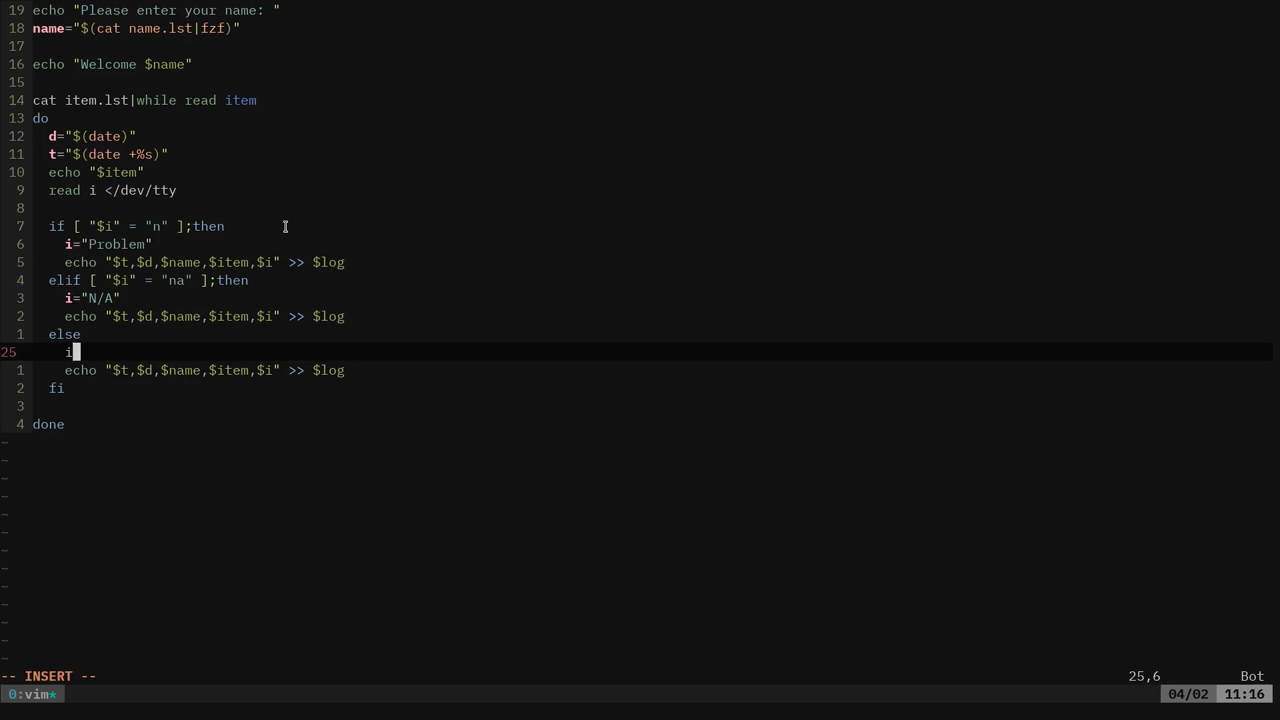 19 echo "Please enter your name: "
18 name="$(cat name.lst|fzf)"
17
16 echo "Welcome $name"
15
14 cat item.lst|while read item
13 do
12   d="$(date)"
11   t="$(date +%s)"
10   echo "$item"
9   read i </dev/tty
8
7   if [ "$i" = "n" ];then
6     i="Problem"
5     echo "$t,$d,$name,$item,$i" >> $log
4   elif [ "$i" = "na" ];then
3     i="N/A"
2     echo "$t,$d,$name,$item,$i" >> $log
1   else
25     i
1     echo "$t,$d,$name,$item,$i" >> $log
2   fi
3
4 done
~
~
~
~
~
~
~
~
~
~
~
~
~
-- INSERT -- 25,6 Bot
0:vim* 04/02 11:16